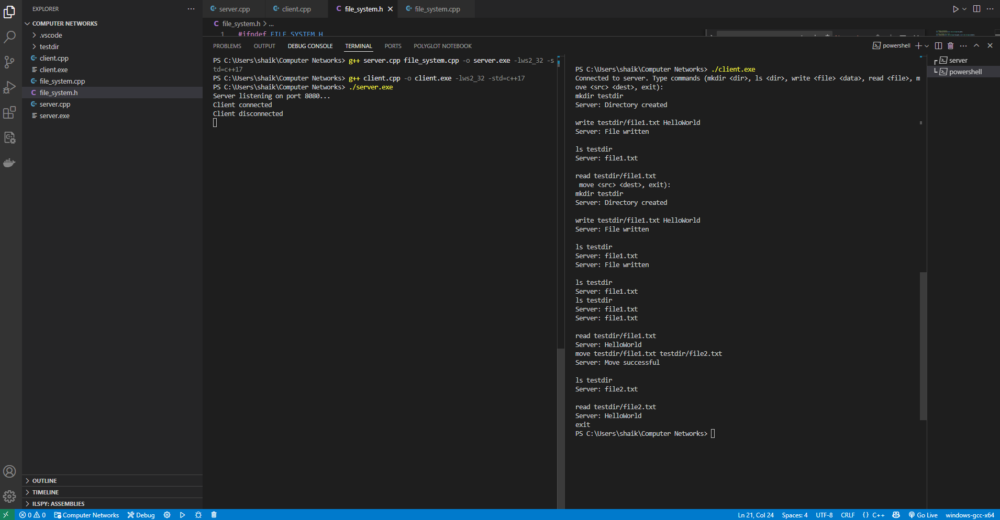 EXPLORER
COMPUTER NETWORKS
.vscode
testdir
client.cpp
client.exe
file_system.cpp
file_system.h
server.cpp
server.exe
OUTLINE
TIMELINE
ILSPY: ASSEMBLIES
server.cpp client.cpp file_system.h file_system.cpp
file_system.h > ...
1 #ifndef FILE_SYSTEM_H
PROBLEMS OUTPUT DEBUG CONSOLE TERMINAL PORTS POLYGLOT NOTEBOOK
powershell
PS C:\Users\shaik\Computer Networks> g++ server.cpp file_system.cpp -o server.exe -lws2_32 -s
td=c++17
PS C:\Users\shaik\Computer Networks> g++ client.cpp -o client.exe -lws2_32 -std=c++17
PS C:\Users\shaik\Computer Networks> ./server.exe
Server listening on port 8080...
Client connected
Client disconnected
PS C:\Users\shaik\Computer Networks> ./client.exe
Connected to server. Type commands (mkdir <dir>, ls <dir>, write <file> <data>, read <file>, m
ove <src> <dest>, exit):
mkdir testdir
Server: Directory created
write testdir/file1.txt HelloWorld
Server: File written
ls testdir
Server: file1.txt
read testdir/file1.txt
move <src> <dest>, exit):
mkdir testdir
Server: Directory created
write testdir/file1.txt HelloWorld
Server: File written
ls testdir
Server: file1.txt
Server: File written
ls testdir
Server: file1.txt
ls testdir
Server: file1.txt
Server: file1.txt
read testdir/file1.txt
Server: HelloWorld
move testdir/file1.txt testdir/file2.txt
Server: Move successful
ls testdir
Server: file2.txt
read testdir/file2.txt
Server: HelloWorld
exit
PS C:\Users\shaik\Computer Networks>
server
powershell
0 0 Computer Networks Debug Ln 21, Col 24 Spaces: 4 UTF-8 CRLF {} C++ Go Live windows-gcc-x64